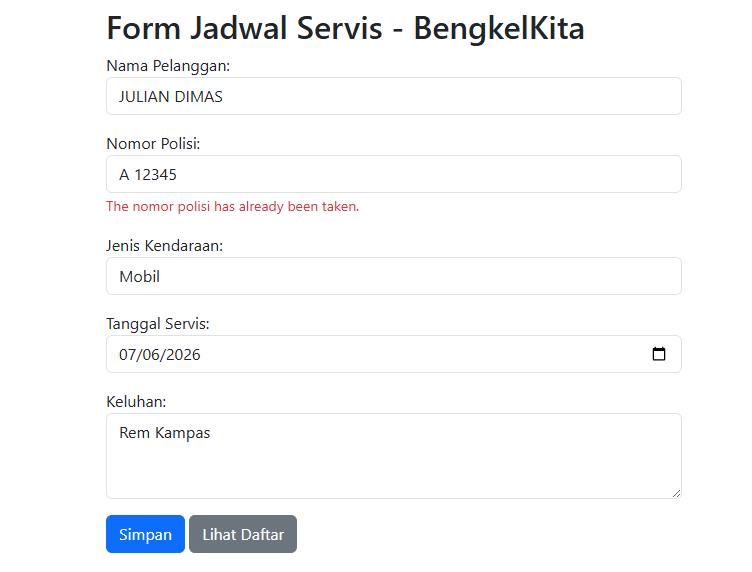 Form Jadwal Servis - BengkelKita
Nama Pelanggan:
JULIAN DIMAS
Nomor Polisi:
A 12345
The nomor polisi has already been taken.
Jenis Kendaraan:
Mobil
Tanggal Servis:
07/06/2026
Keluhan:
Rem Kampas
Simpan Lihat Daftar